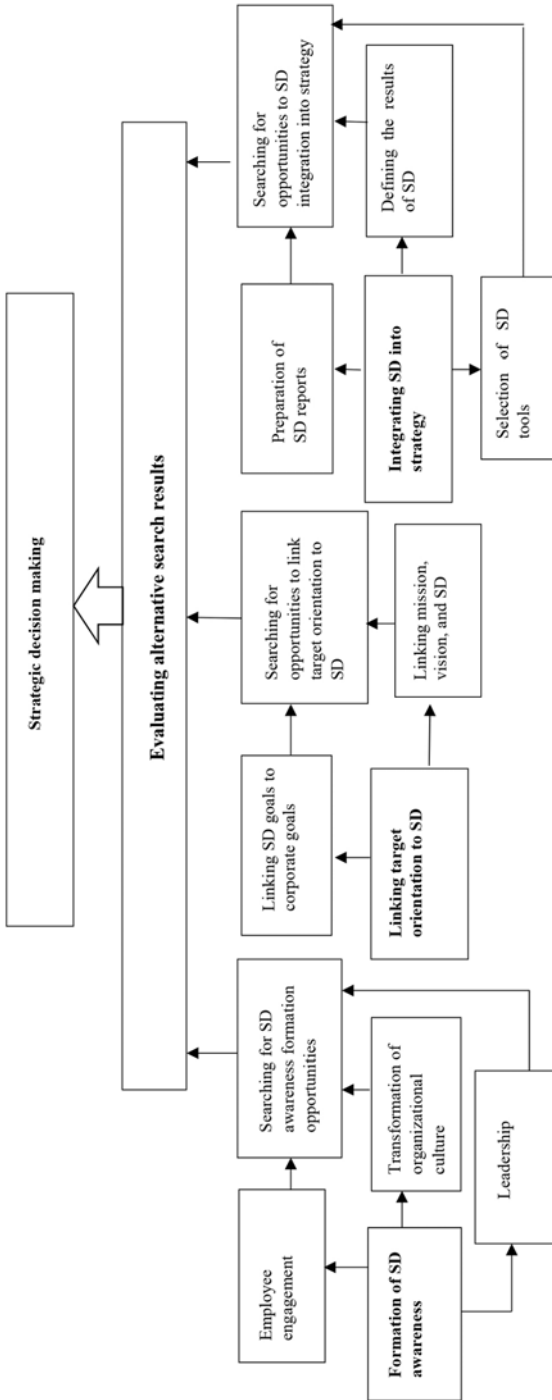 Strategic decision making
Evaluating alternative search results
Employee
engagement
Searching for SD
awareness formation
opportunities
Formation of SD
awareness
Transformation of
organizational
culture
Leadership
Linking SD goals to
corporate goals
Searching for
opportunities to link
target orientation to
SD
Linking target
orientation to SD
Linking mission,
vision, and SD
Preparation of
SD reports
Searching for
opportunities to SD
integration into strategy
Integrating SD into
strategy
Defining the results
of SD
Selection of SD
tools